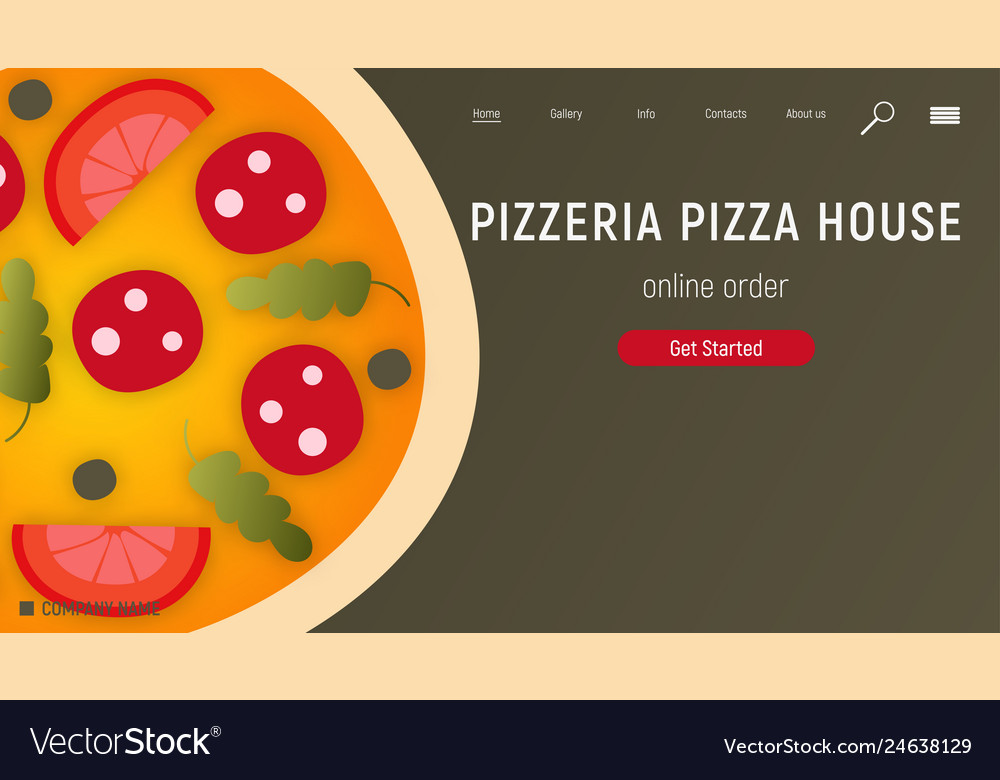 Home Gallery Info Contacts About us
PIZZERIA PIZZA HOUSE
online order
Get Started
COMPANY NAME
VectorStock®
VectorStock.com/24638129